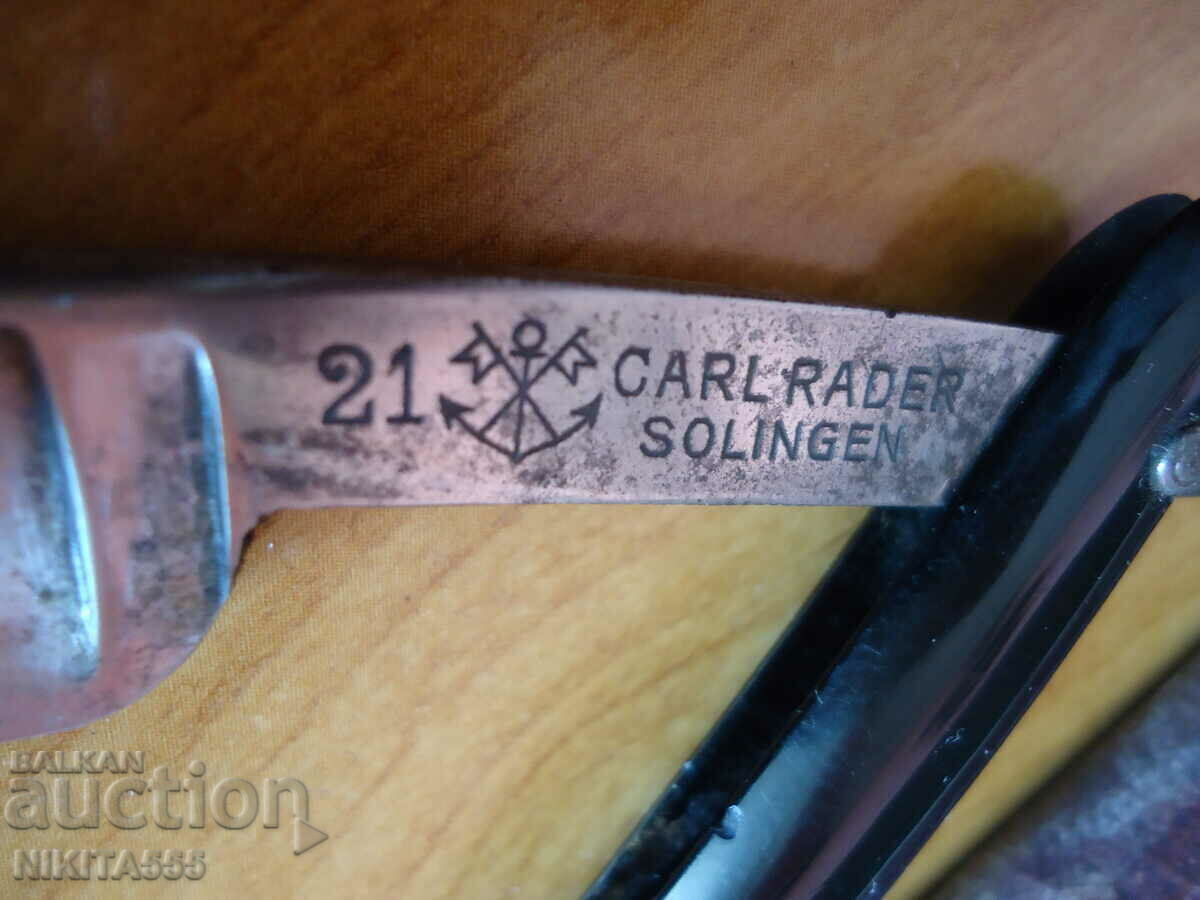 21 CARL RADER
SOLINGEN
BALKAN
auction
NIKITA555